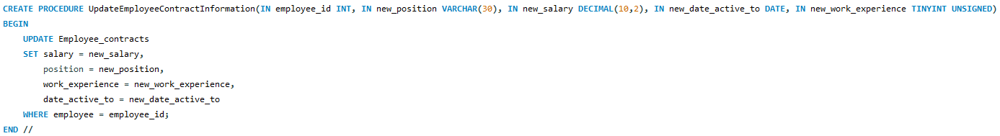 CREATE PROCEDURE UpdateEmployeeContractInformation(IN employee_id INT, IN new_position VARCHAR(30), IN new_salary DECIMAL(10,2), IN new_date_active_to DATE, IN new_work_experience TINYINT UNSIGNED)
BEGIN
    UPDATE Employee_contracts
    SET salary = new_salary,
        position = new_position,
        work_experience = new_work_experience,
        date_active_to = new_date_active_to
    WHERE employee = employee_id;
END //